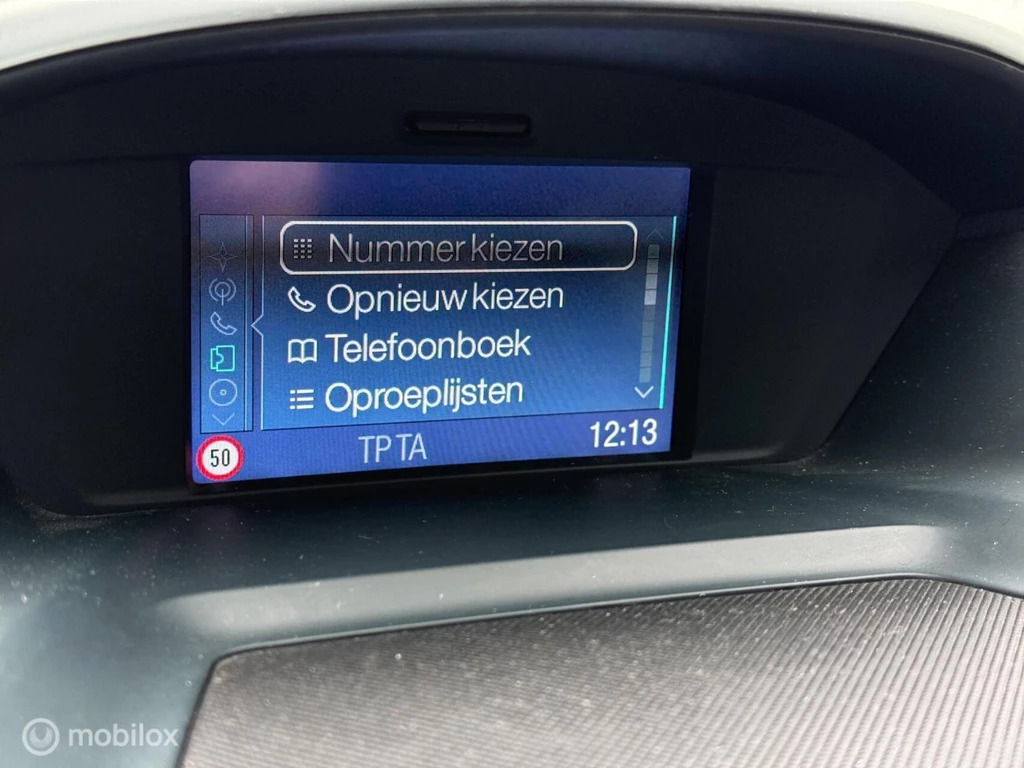 Nummer kiezen
Opnieuw kiezen
Telefoonboek
Oproeplijsten
50
TP TA
12:13
mobilox